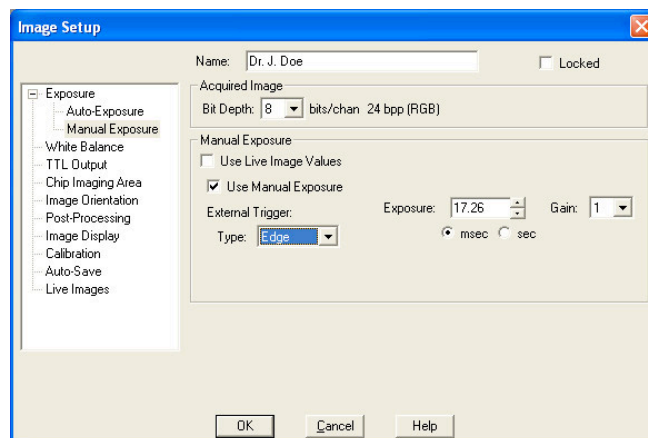 Image Setup
Name: Dr. J. Doe Locked
Exposure
Auto-Exposure
Manual Exposure
White Balance
TTL Output
Chip Imaging Area
Image Orientation
Post-Processing
Image Display
Calibration
Auto-Save
Live Images
Acquired Image
Bit Depth: 8 bits/chan 24 bpp (RGB)
Manual Exposure
Use Live Image Values
Use Manual Exposure
External Trigger: Exposure: 17.26 Gain: 1
Type: Edge msec sec
OK Cancel Help